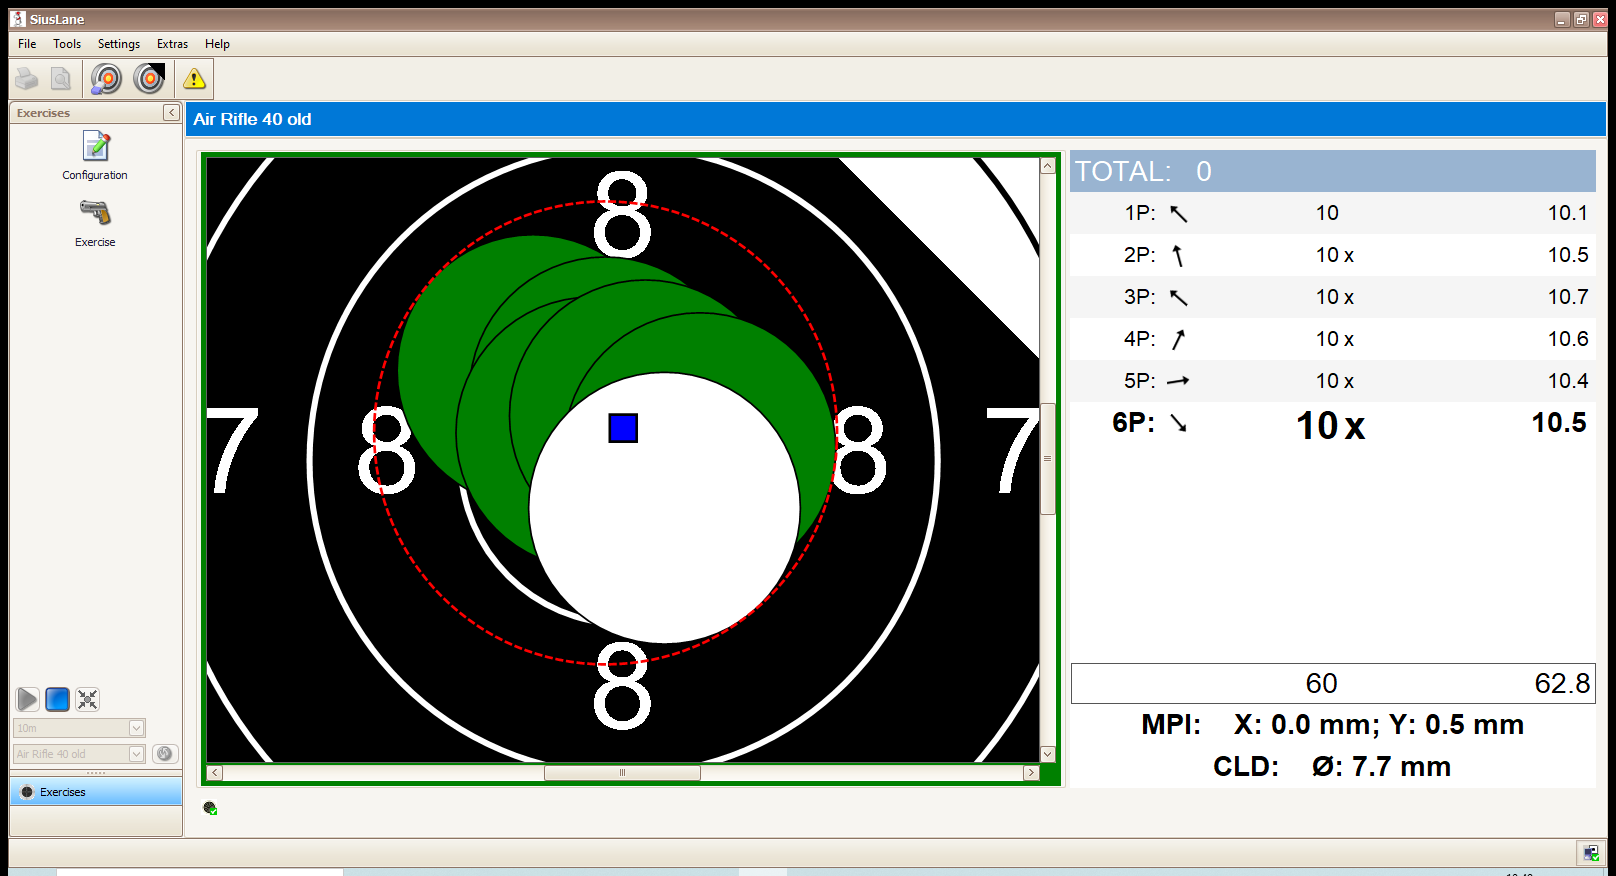 SiusLane
File Tools Settings Extras Help
Exercises
Configuration
Exercise
10m
Air Rifle 40 old
Exercises
Air Rifle 40 old
8
7 8 8 7
8
TOTAL: 0
1P: 10 10.1
2P: 10 x 10.5
3P: 10 x 10.7
4P: 10 x 10.6
5P: 10 x 10.4
6P: 10 x 10.5
60 62.8
MPI: X: 0.0 mm; Y: 0.5 mm
CLD: Ø: 7.7 mm